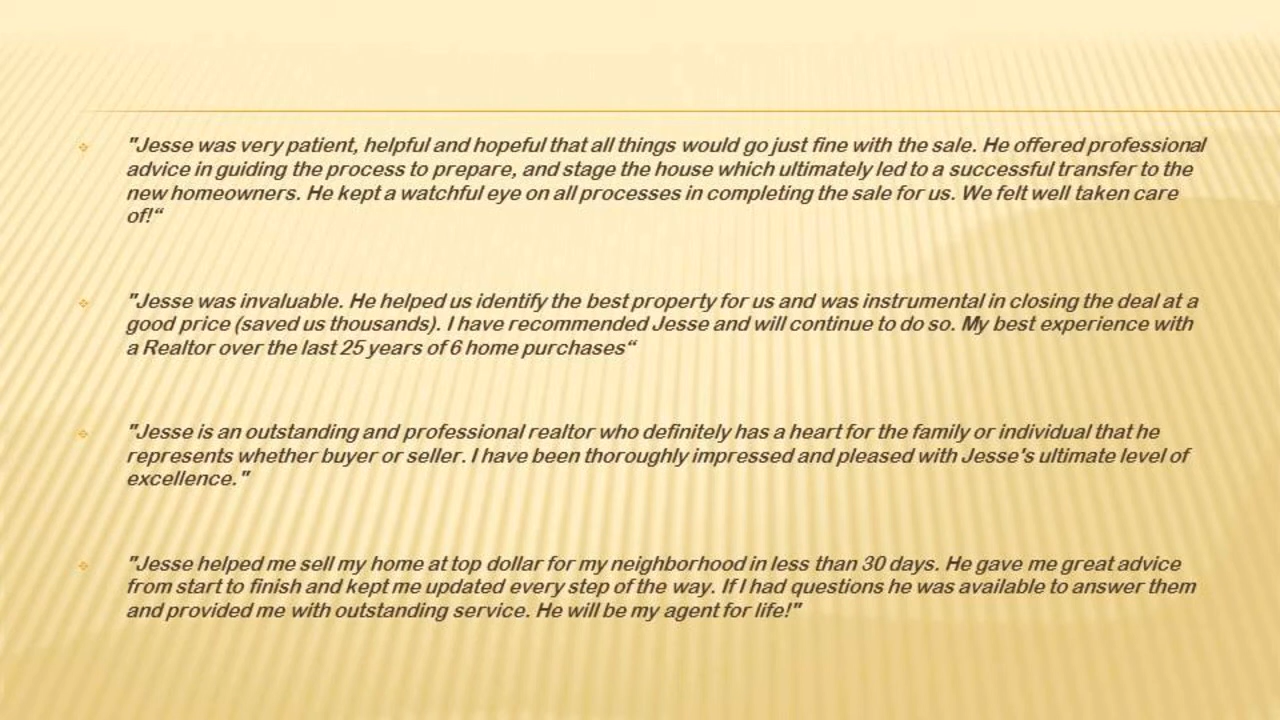 "Jesse was very patient, helpful and hopeful that all things would go just fine with the sale. He offered professional
advice in guiding the process to prepare, and stage the house which ultimately led to a successful transfer to the
new homeowners. He kept a watchful eye on all processes in completing the sale for us. We felt well taken care
of!“
"Jesse was invaluable. He helped us identify the best property for us and was instrumental in closing the deal at a
good price (saved us thousands). I have recommended Jesse and will continue to do so. My best experience with
a Realtor over the last 25 years of 6 home purchases“
"Jesse is an outstanding and professional realtor who definitely has a heart for the family or individual that he
represents whether buyer or seller. I have been thoroughly impressed and pleased with Jesse's ultimate level of
excellence."
"Jesse helped me sell my home at top dollar for my neighborhood in less than 30 days. He gave me great advice
from start to finish and kept me updated every step of the way. If I had questions he was available to answer them
and provided me with outstanding service. He will be my agent for life!"